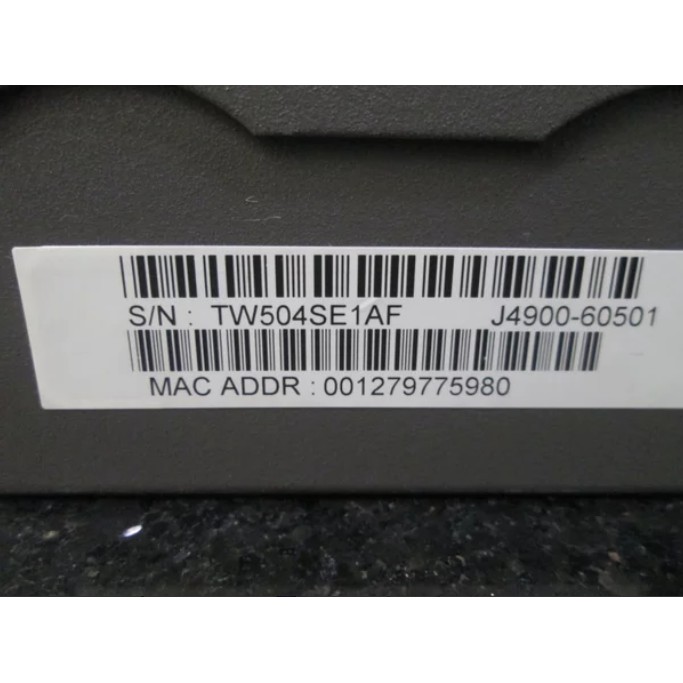 S/N : TW504SE1AF J4900-60501
MAC ADDR : 001279775980